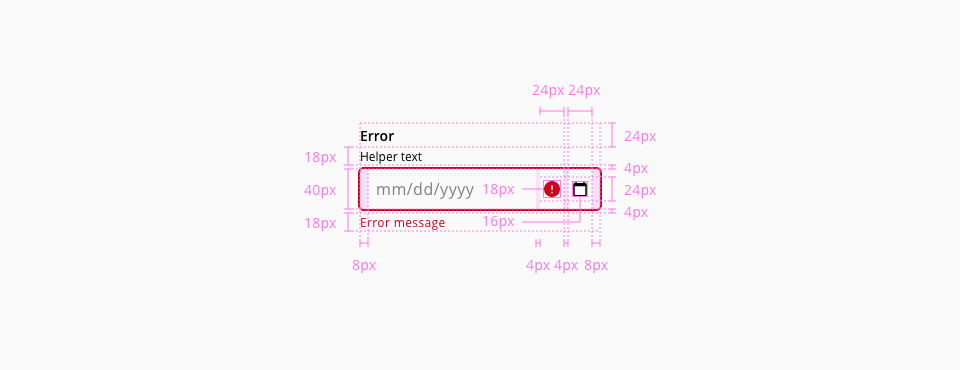 24px 24px
Error 24px
18px Helper text 4px
40px mm/dd/yyyy 18px 24px
4px
18px Error message 16px
8px 4px 4px 8px